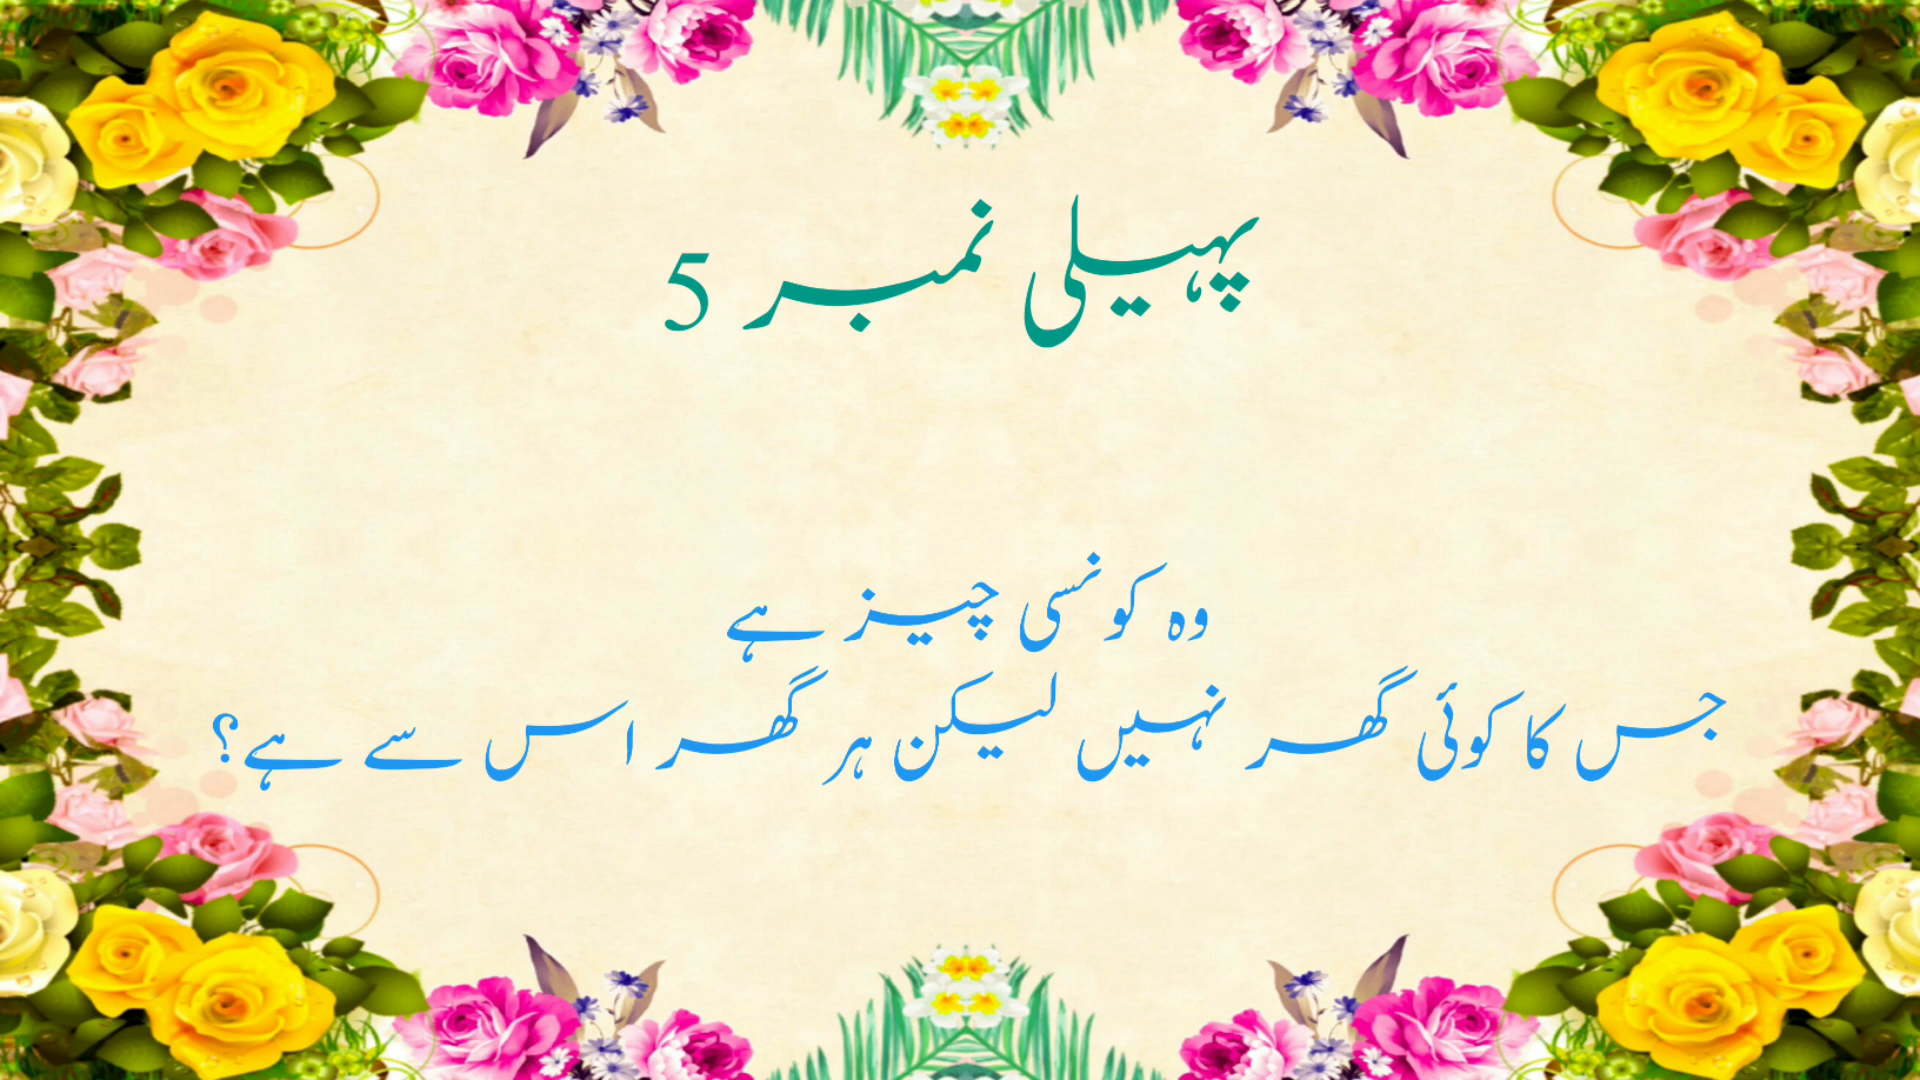 پہیلی نمبر 5
وہ کونسی چیز ہے
جس کا کوئی گھر نہیں لیکن ہر گھر اس سے ہے؟